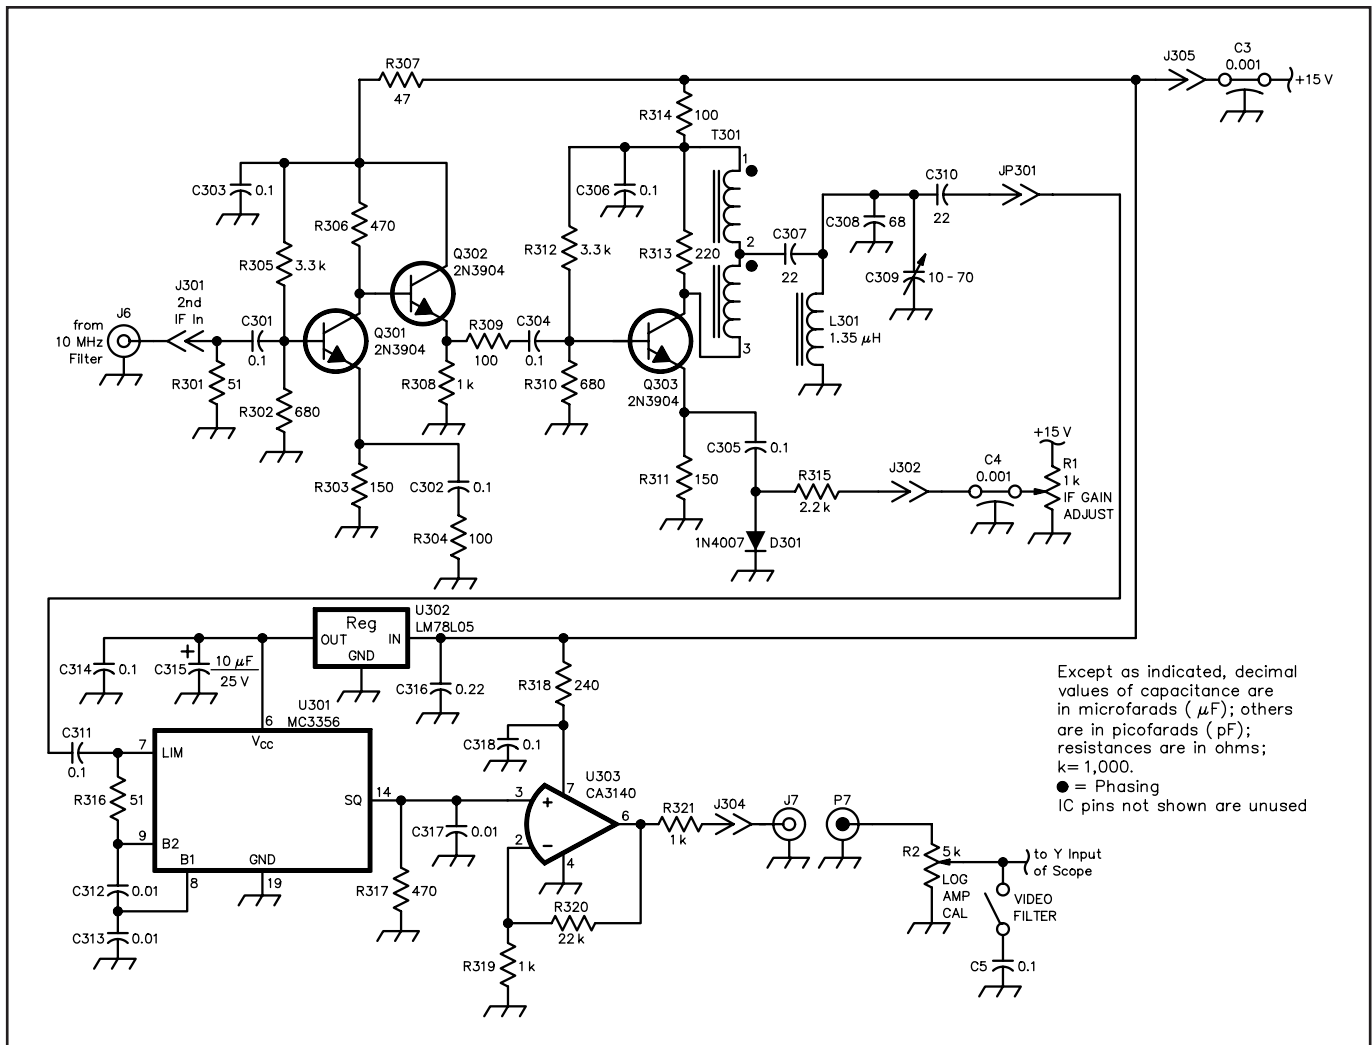 R307
47
J305
C3
0.001
+15 V
R314
100
T301
1
C303
0.1
C306
0.1
C310
22
JP301
R306
470
C308
68
R305
3.3 k
Q302
2N3904
R312
3.3 k
R313
220
2
C307
22
C309
10 - 70
J6
from
10 MHz
Filter
J301
2nd
IF In
C301
0.1
Q301
2N3904
R309
100
C304
0.1
L301
1.35 μH
3
R301
51
R302
680
R308
1 k
R310
680
Q303
2N3904
C305
0.1
R303
150
C302
0.1
R304
100
R311
150
R315
2.2 k
J302
C4
0.001
+15 V
R1
1 k
IF GAIN
ADJUST
1N4007
D301
Reg
OUT
IN
GND
U302
LM78L05
C314
0.1
+
C315
10 μF
25 V
C316
0.22
R318
240
U301
MC3356
6
VCC
C311
0.1
7
LIM
R316
51
9
B2
B1
8
GND
19
SQ
14
C312
0.01
C313
0.01
C318
0.1
U303
CA3140
7
3
+
2
−
6
4
C317
0.01
R317
470
R320
22 k
R319
1 k
R321
1 k
J304
J7
P7
R2
5 k
LOG
AMP
CAL
to Y Input
of Scope
VIDEO
FILTER
C5
0.1
Except as indicated, decimal
values of capacitance are
in microfarads ( μF); others
are in picofarads ( pF);
resistances are in ohms;
k= 1,000.
● = Phasing
IC pins not shown are unused